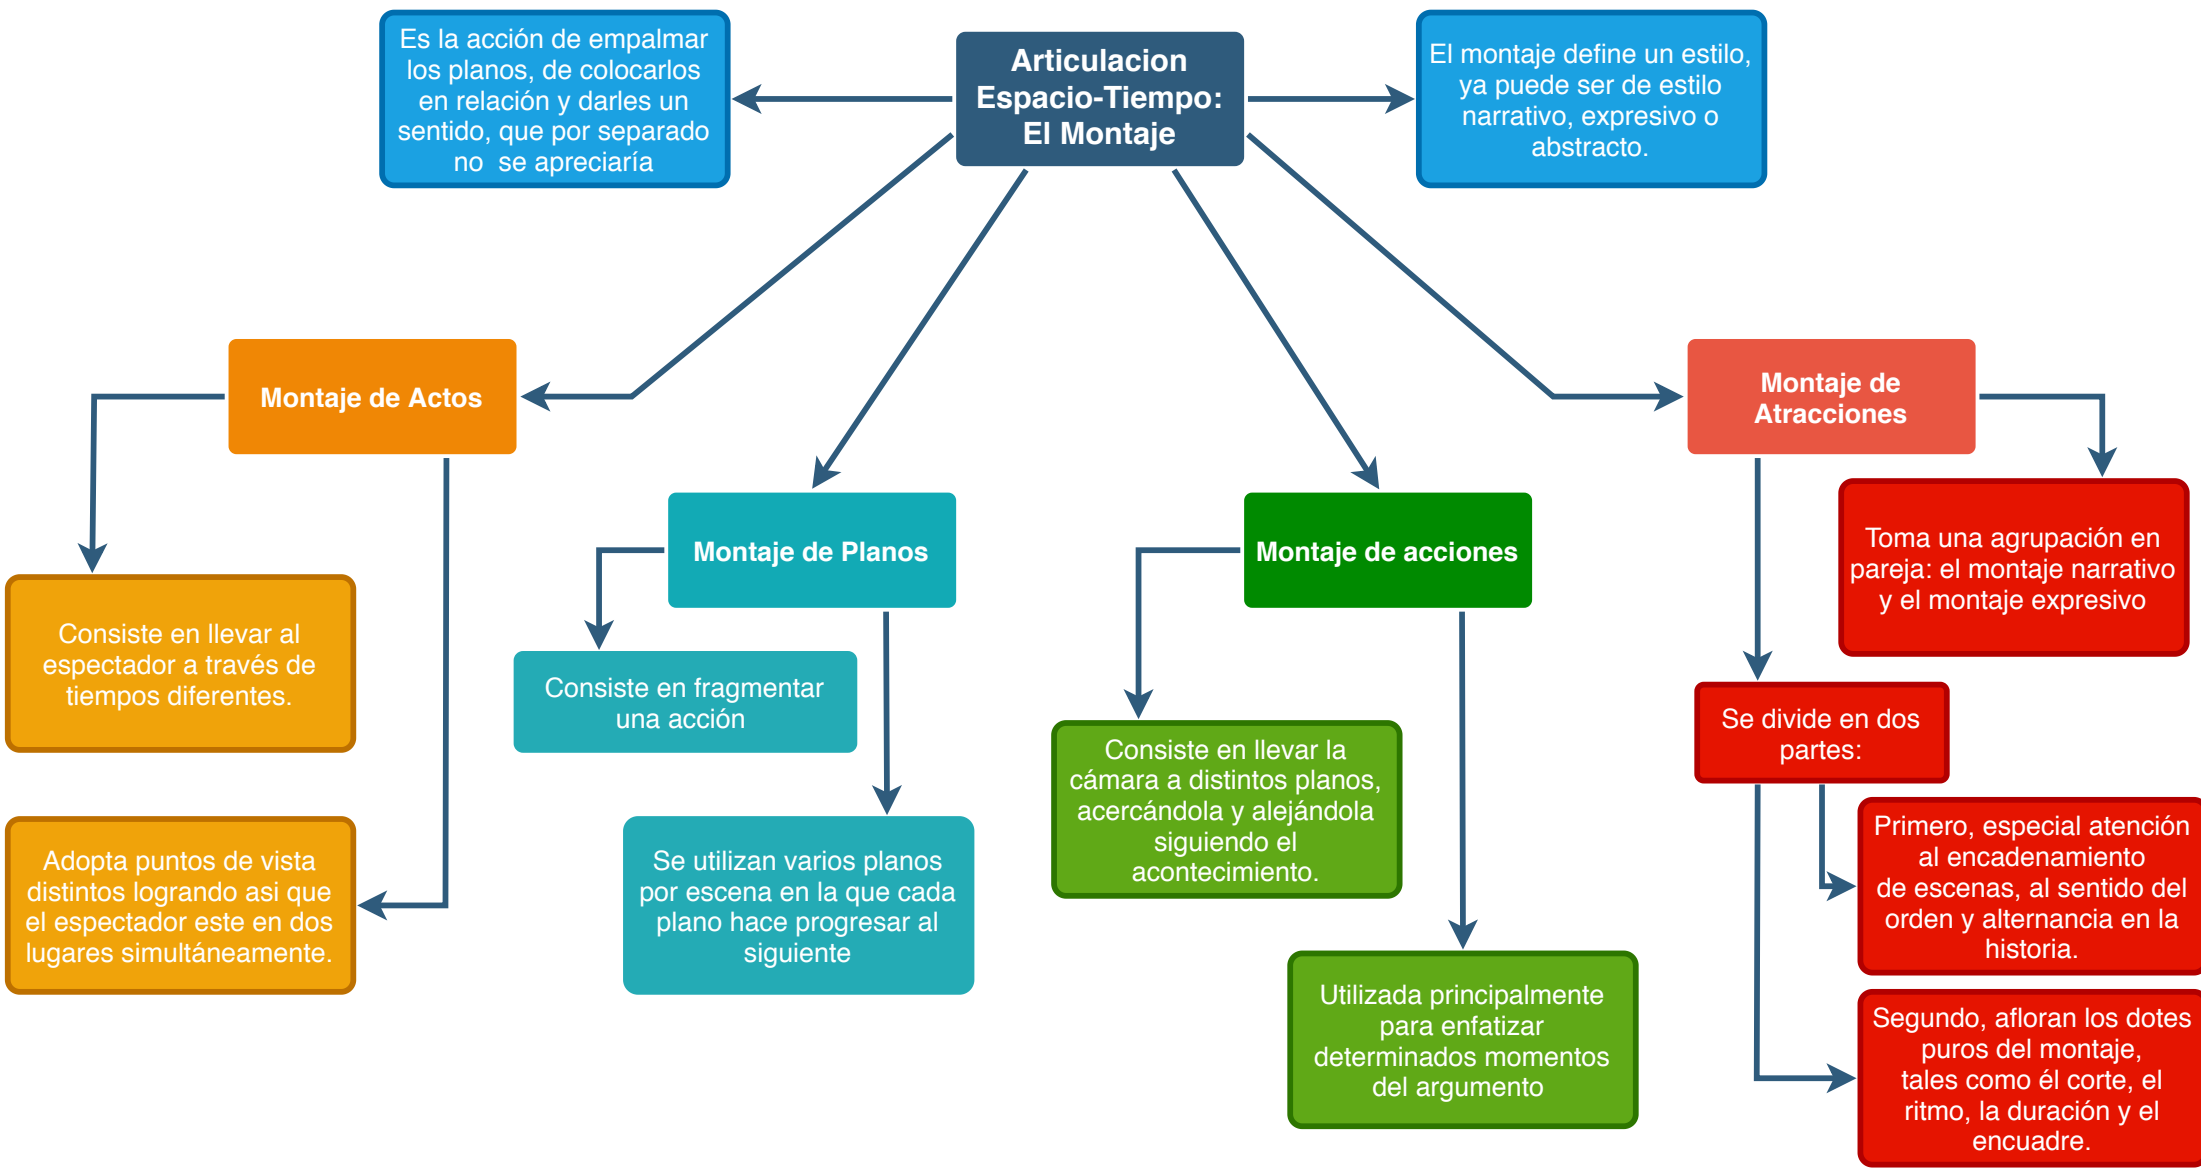 Es la acción de empalmar
los planos, de colocarlos
en relación y darles un
sentido, que por separado
no se apreciaría
Articulacion
Espacio-Tiempo:
El Montaje
El montaje define un estilo,
ya puede ser de estilo
narrativo, expresivo o
abstracto.
Montaje de Actos
Consiste en llevar al
espectador a través de
tiempos diferentes.
Adopta puntos de vista
distintos logrando asi que
el espectador este en dos
lugares simultáneamente.
Montaje de Planos
Consiste en fragmentar
una acción
Se utilizan varios planos
por escena en la que cada
plano hace progresar al
siguiente
Montaje de acciones
Consiste en llevar la
cámara a distintos planos,
acercándola y alejándola
siguiendo el
acontecimiento.
Utilizada principalmente
para enfatizar
determinados momentos
del argumento
Montaje de
Atracciones
Toma una agrupación en
pareja: el montaje narrativo
y el montaje expresivo
Se divide en dos
partes:
Primero, especial atención
al encadenamiento
de escenas, al sentido del
orden y alternancia en la
historia.
Segundo, afloran los dotes
puros del montaje,
tales como él corte, el
ritmo, la duración y el
encuadre.